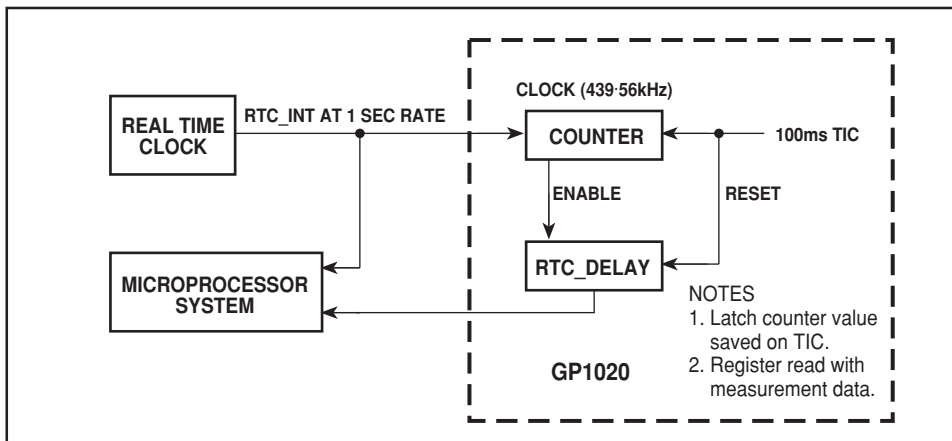 CLOCK (439·56kHz)
REAL TIME
CLOCK
RTC_INT AT 1 SEC RATE
COUNTER
100ms TIC
ENABLE
RESET
RTC_DELAY
MICROPROCESSOR
SYSTEM
NOTES
1. Latch counter value
saved on TIC.
2. Register read with
measurement data.
GP1020